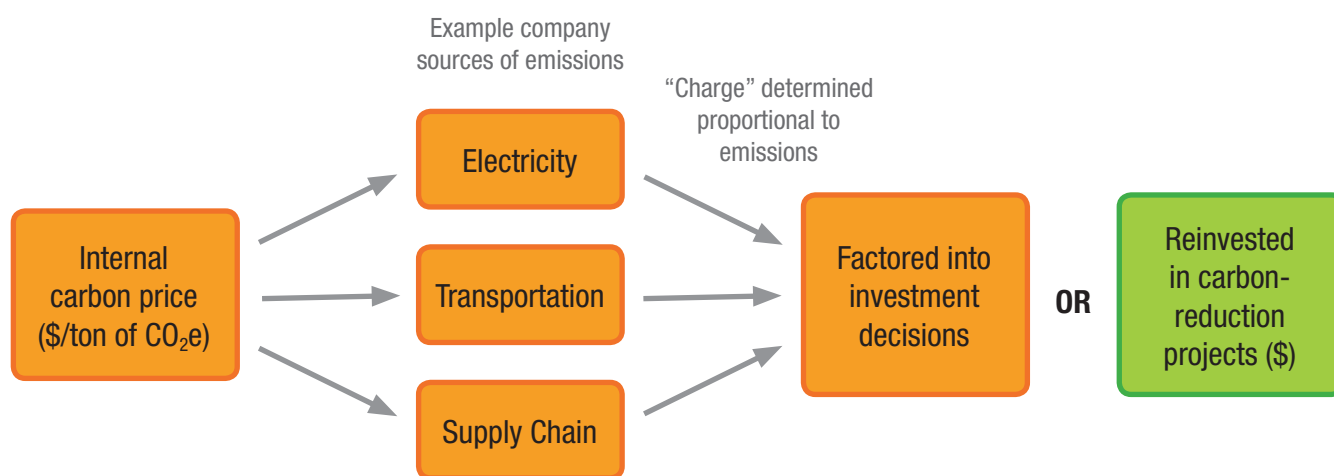 Example company
sources of emissions
“Charge” determined
proportional to
emissions
Internal
carbon price
($/ton of CO₂e)
Electricity
Transportation
Supply Chain
Factored into
investment
decisions
OR
Reinvested
in carbon-
reduction
projects ($)